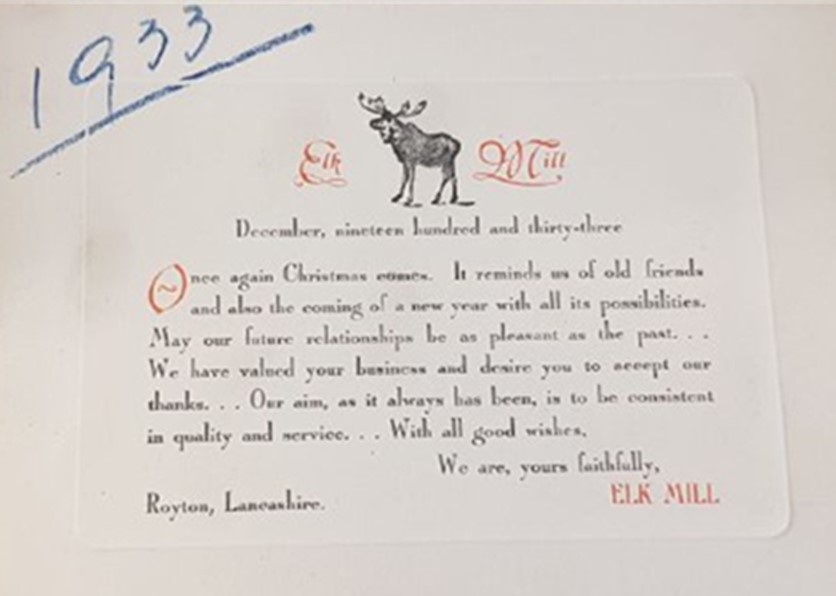 1933
Elk Mill
December, nineteen hundred and thirty-three
Once again Christmas comes. It reminds us of old friends
and also the coming of a new year with all its possibilities.
May our future relationships be as pleasant as the past. . .
We have valued your business and desire you to accept our
thanks. . . Our aim, as it always has been, is to be consistent
in quality and service. . . With all good wishes,
We are, yours faithfully,
ELK MILL
Royton, Lancashire.